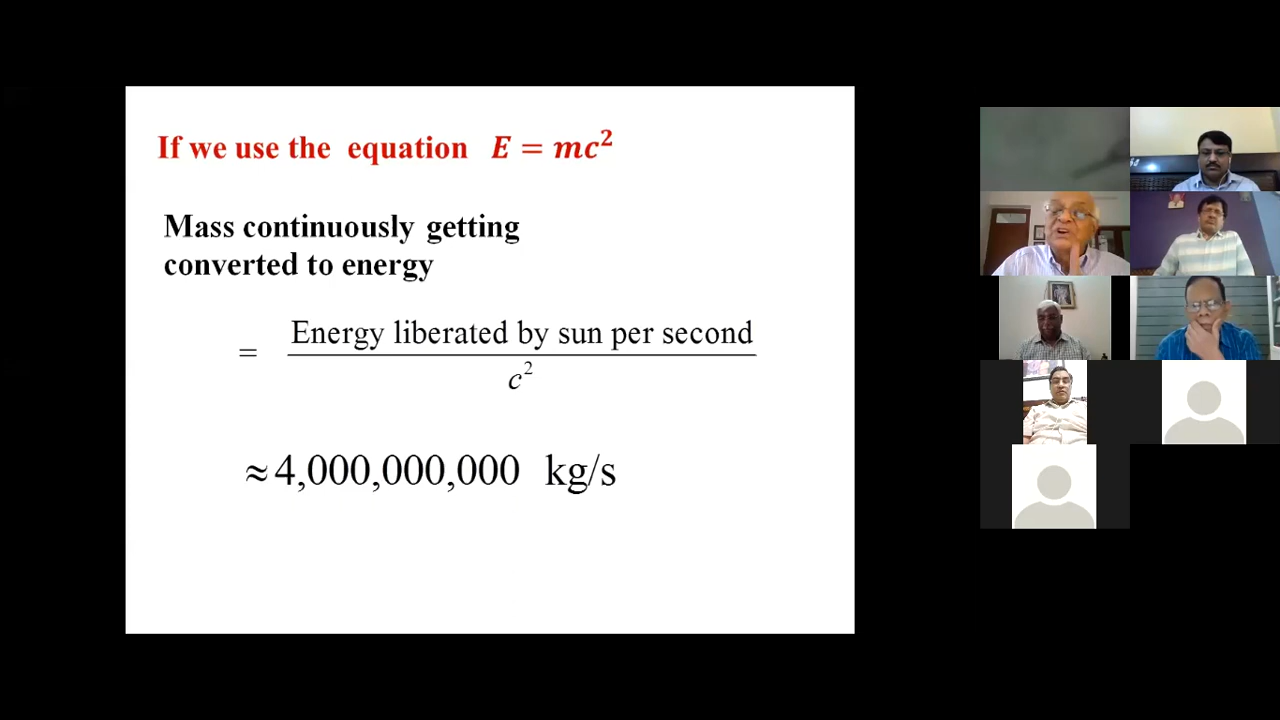 If we use the equation E = mc²
Mass continuously getting
converted to energy
= Energy liberated by sun per second
c²
≈ 4,000,000,000 kg/s